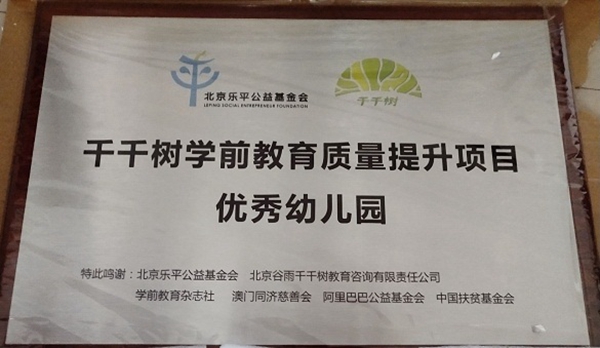 北京乐平公益基金会
LEPING SOCIAL ENTREPRENEUR FOUNDATION
千千树
千千树学前教育质量提升项目
优秀幼儿园
特此鸣谢：北京乐平公益基金会 北京谷雨千千树教育咨询有限责任公司
学前教育杂志社 澳门同济慈善会 阿里巴巴公益基金会 中国扶贫基金会